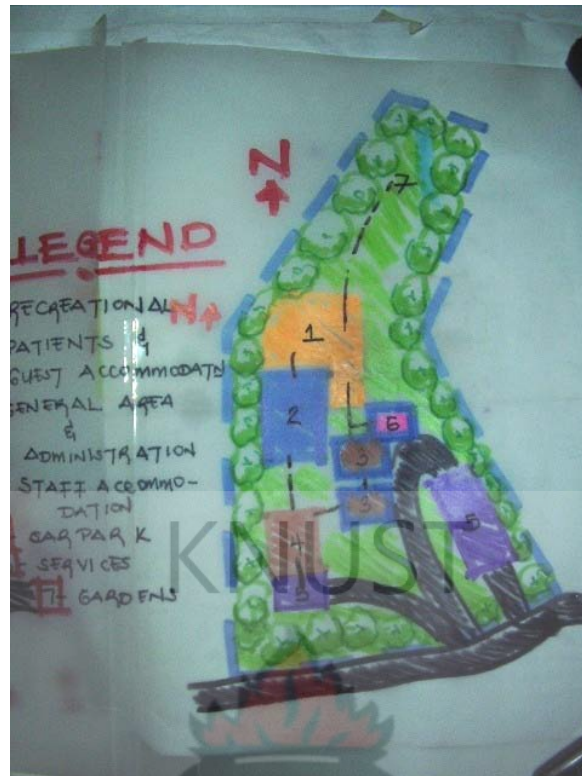 N
LEGEND
RECREATIONAL
N
PATIENTS &
GUEST ACCOMMODATN
GENERAL AREA
&
ADMINISTRATION
STAFF ACCOMMO-
DATION
CAR PARK
SERVICES
7- GARDENS
7
1
2
6
3
3
4
5
5
KNUST